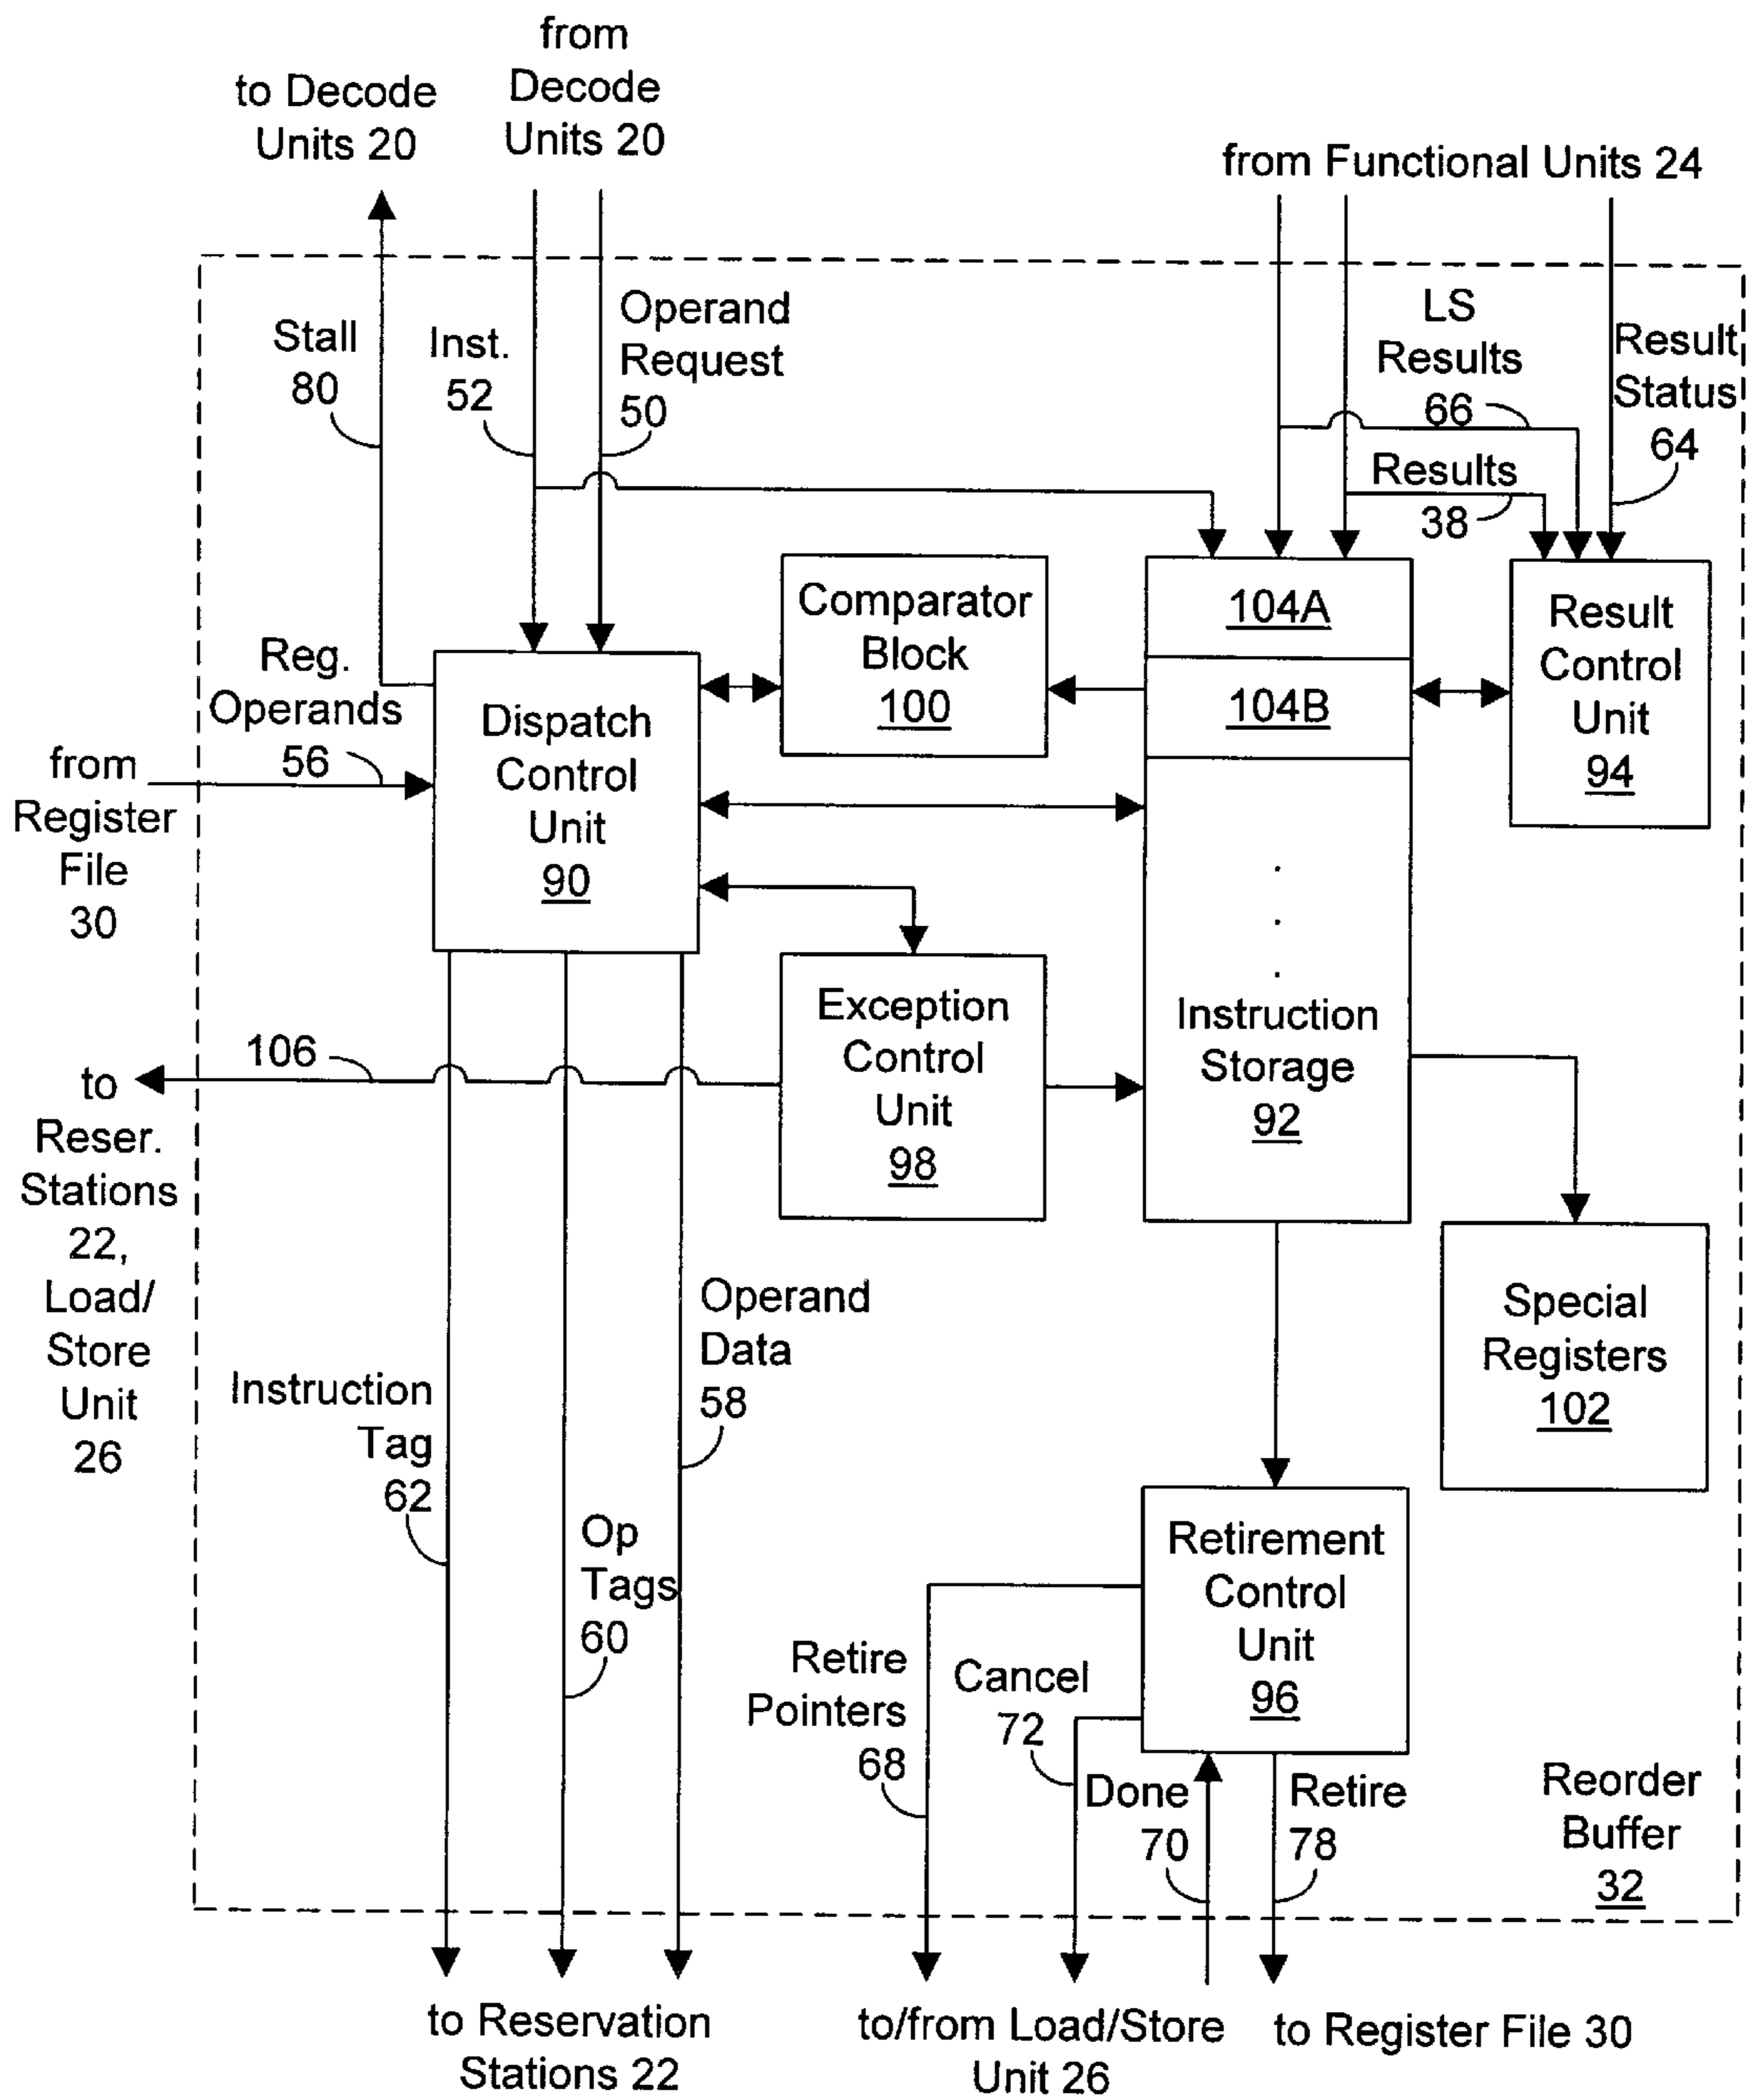 from
Decode
Units 20
to Decode
Units 20
from Functional Units 24
Stall
80
Inst.
52
Operand
Request
50
LS
Results
66
Result
Status
64
Results
38
Reg.
Operands
56
from
Register
File
30
Dispatch
Control
Unit
90
Comparator
Block
100
104A
104B
Result
Control
Unit
94
.
.
.
Instruction
Storage
92
Exception
Control
Unit
98
106
to
Reser.
Stations
22,
Load/
Store
Unit
26
Special
Registers
102
Operand
Data
58
Instruction
Tag
62
Op
Tags
60
Retirement
Control
Unit
96
Retire
Pointers
68
Cancel
72
Done
70
Retire
78
Reorder
Buffer
32
to Reservation
Stations 22
to/from Load/Store
Unit 26
to Register File 30